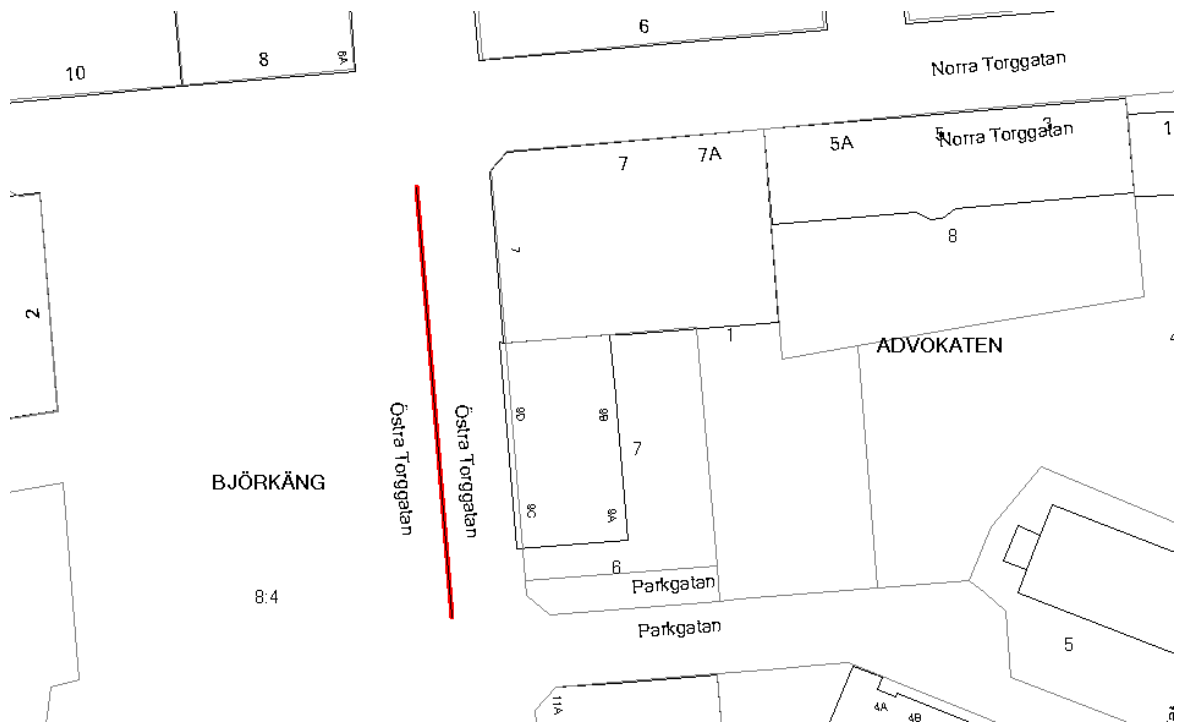 6
10
8
8A
Norra Torggatan
7
7A
5A
5
3
Norra Torggatan
1
7
8
2
1
ADVOKATEN
9D
9B
Östra Torggatan
Östra Torggatan
7
BJÖRKÄNG
9C
9A
6
Parkgatan
8:4
Parkgatan
5
11A
4A
4B